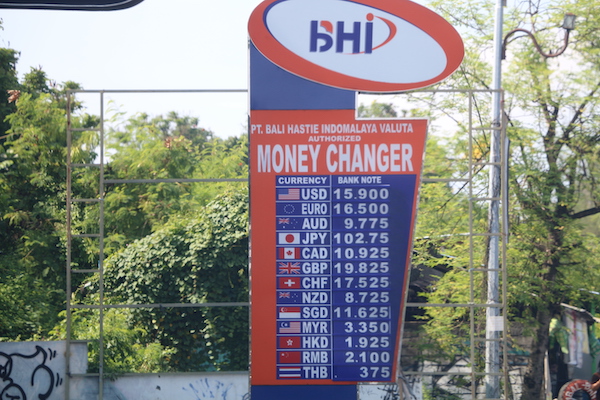 BHI
PT. BALI HASTIE INDOMALAYA VALUTA
AUTHORIZED
MONEY CHANGER
CURRENCY BANK NOTE
USD 15.900
EURO 16.500
AUD 9.775
JPY 102.75
CAD 10.925
GBP 19.825
CHF 17.525
NZD 8.725
SGD 11.625
MYR 3.350
HKD 1.925
RMB 2.100
THB .375
BHI